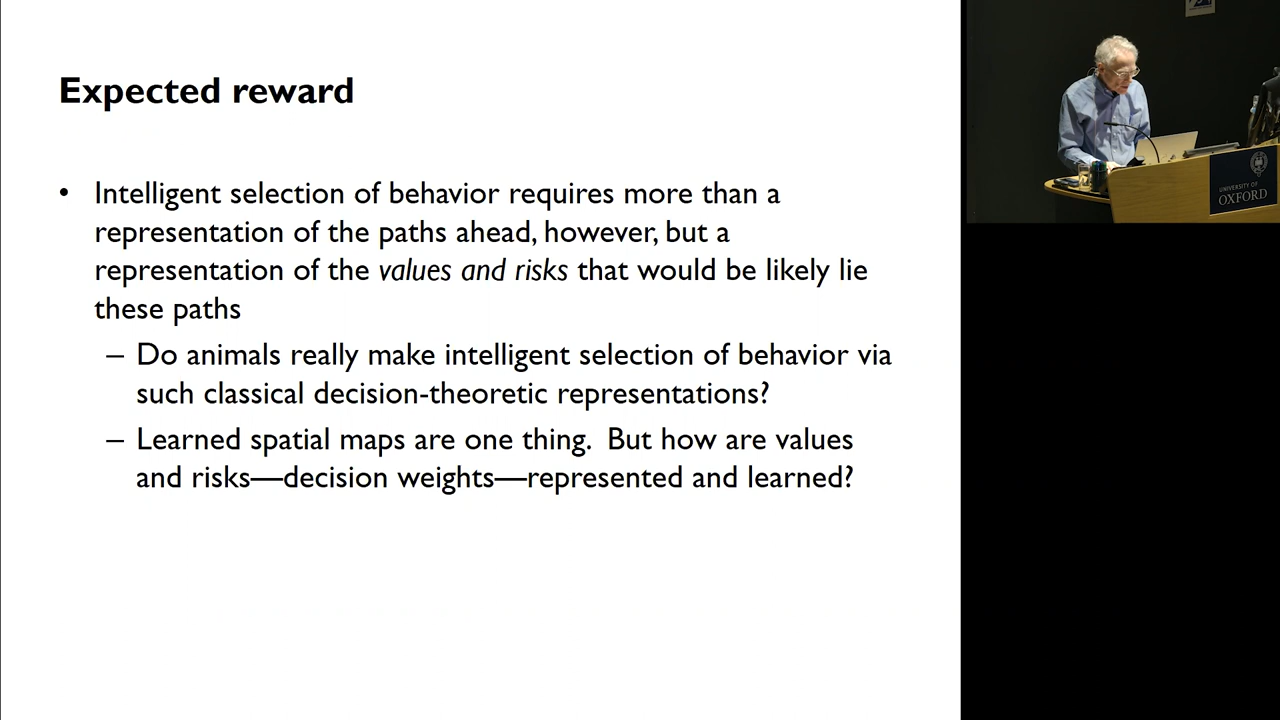 Expected reward
• Intelligent selection of behavior requires more than a
representation of the paths ahead, however, but a
representation of the values and risks that would be likely lie
these paths
– Do animals really make intelligent selection of behavior via
such classical decision-theoretic representations?
– Learned spatial maps are one thing.  But how are values
and risks—decision weights—represented and learned?
UNIVERSITY OF
OXFORD